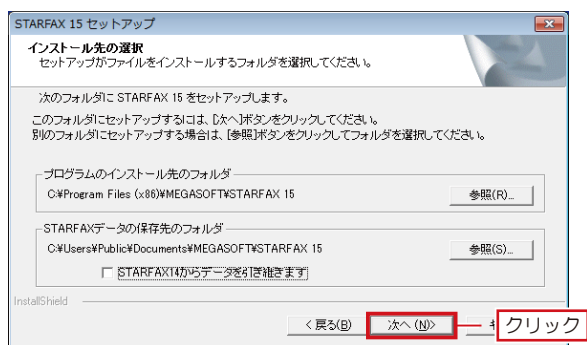 STARFAX 15 セットアップ
インストール先の選択
セットアップがファイルをインストールするフォルダを選択してください。
次のフォルダに STARFAX 15 をセットアップします。
このフォルダにセットアップするには、[次へ]ボタンをクリックしてください。
別のフォルダにセットアップする場合は、[参照]ボタンをクリックしてフォルダを選択してください。
プログラムのインストール先のフォルダ
C:¥Program Files (x86)¥MEGASOFT¥STARFAX 15
参照(R)...
STARFAXデータの保存先のフォルダ
C:¥Users¥Public¥Documents¥MEGASOFT¥STARFAX 15
参照(S)...
STARFAX14からデータを引き継ぎます
InstallShield
< 戻る(B) 次へ (N)> クリック